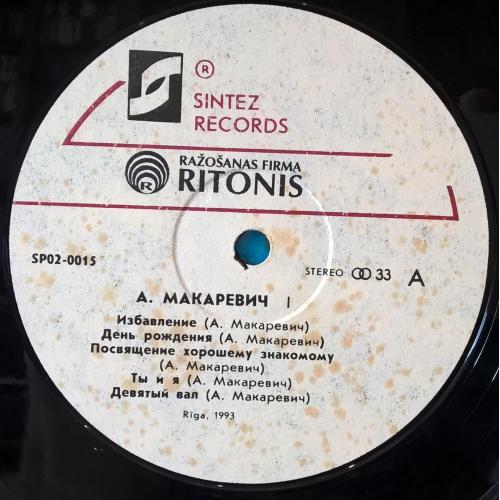 ®
SINTEZ
RECORDS
RAŽOŠANAS FIRMA
® RITONIS
SP02-0015
STEREO 33 A
А. МАКАРЕВИЧ I
Избавление (А. Макаревич)
День рождения (А. Макаревич)
Посвящение хорошему знакомому
(А. Макаревич)
Ты и я (А. Макаревич)
Девятый вал (А. Макаревич)
Rīga, 1993